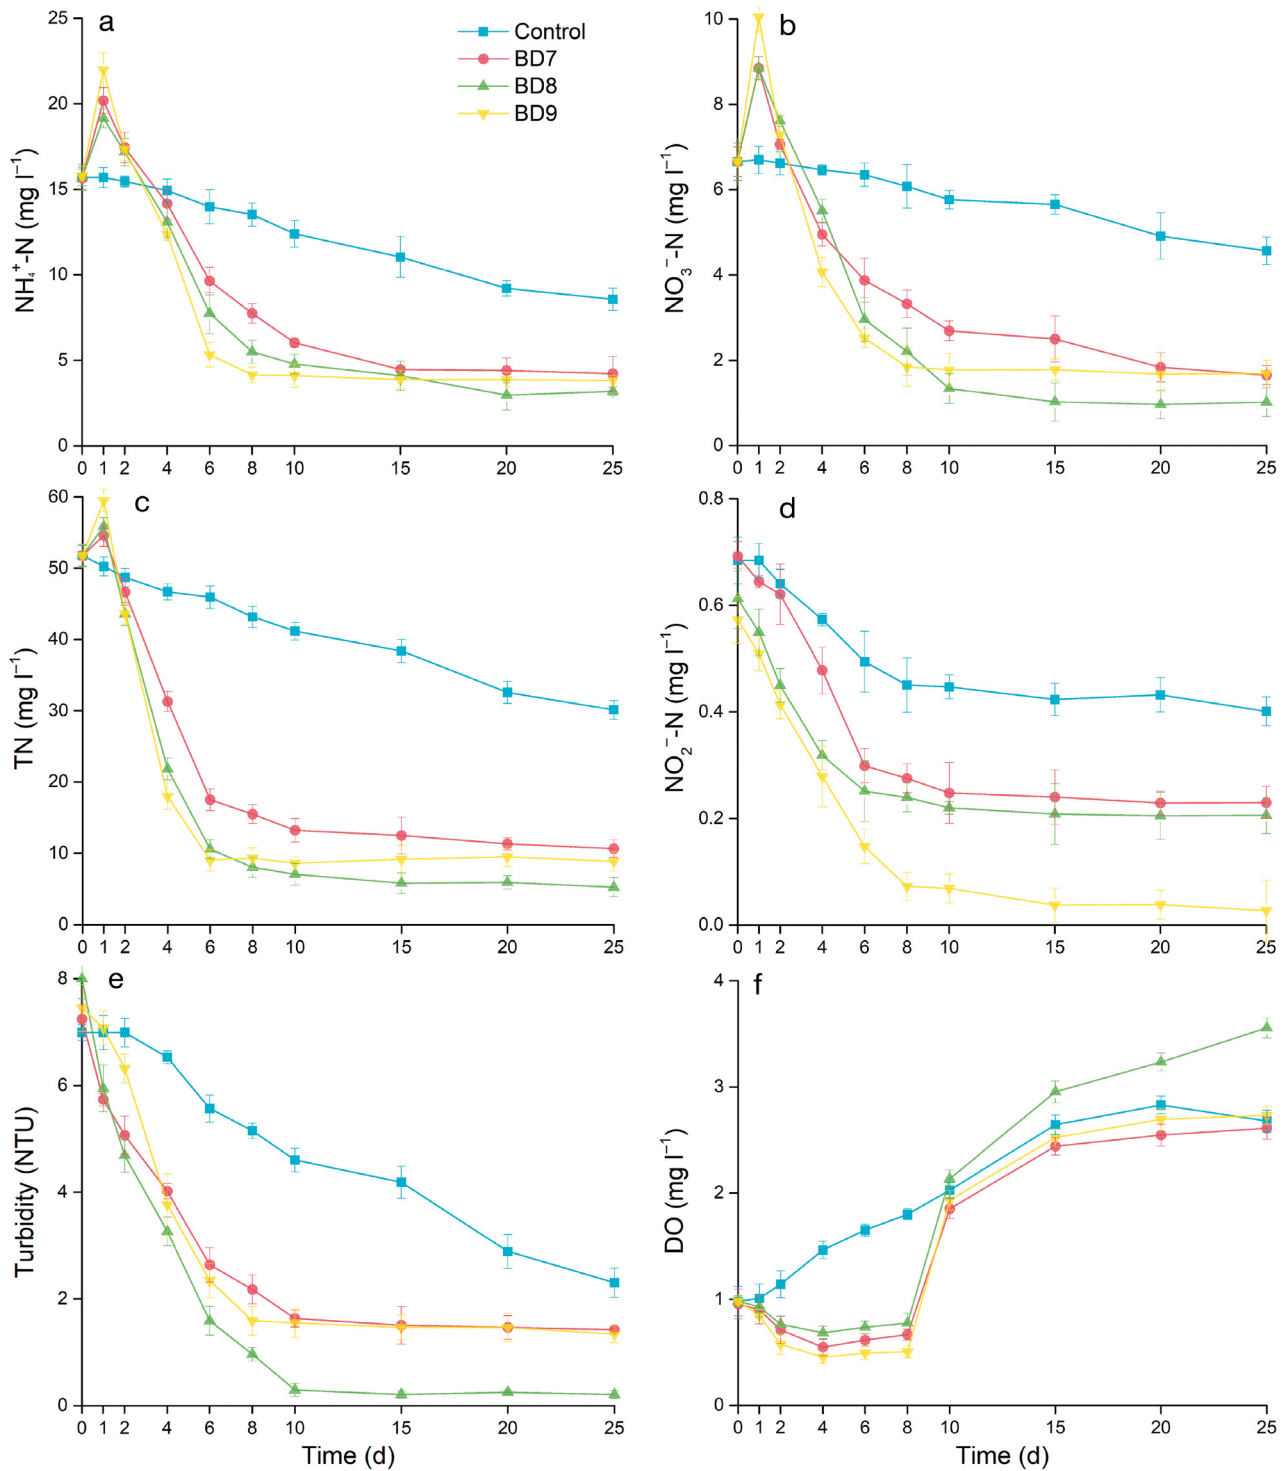 a
Control
BD7
BD8
BD9
NH₄⁺-N (mg l⁻¹)
25
20
15
10
5
0
0 1 2 4 6 8 10 15 20 25
b
NO₃⁻-N (mg l⁻¹)
10
8
6
4
2
0
0 1 2 4 6 8 10 15 20 25
c
TN (mg l⁻¹)
60
50
40
30
20
10
0
0 1 2 4 6 8 10 15 20 25
d
NO₂⁻-N (mg l⁻¹)
0.8
0.6
0.4
0.2
0.0
0 1 2 4 6 8 10 15 20 25
e
Turbidity (NTU)
8
6
4
2
0
0 1 2 4 6 8 10 15 20 25
Time (d)
f
DO (mg l⁻¹)
4
3
2
1
0
0 1 2 4 6 8 10 15 20 25
Time (d)